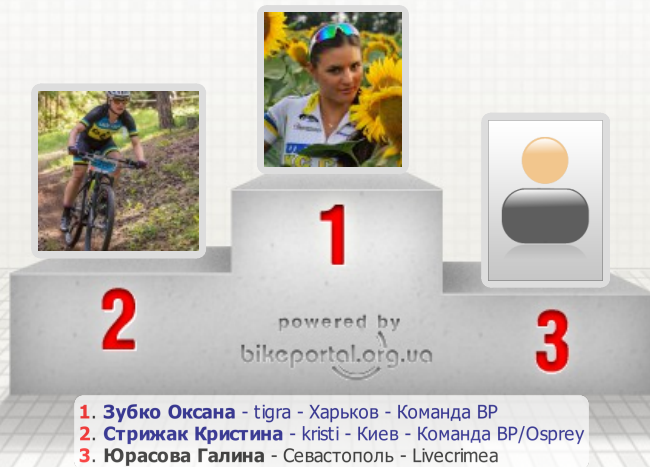 1
2
3
powered by
bikeportal.org.ua
1. Зубко Оксана - tigra - Харьков - Команда BP
2. Стрижак Кристина - kristi - Киев - Команда BP/Osprey
3. Юрасова Галина - Севастополь - Livecrimea